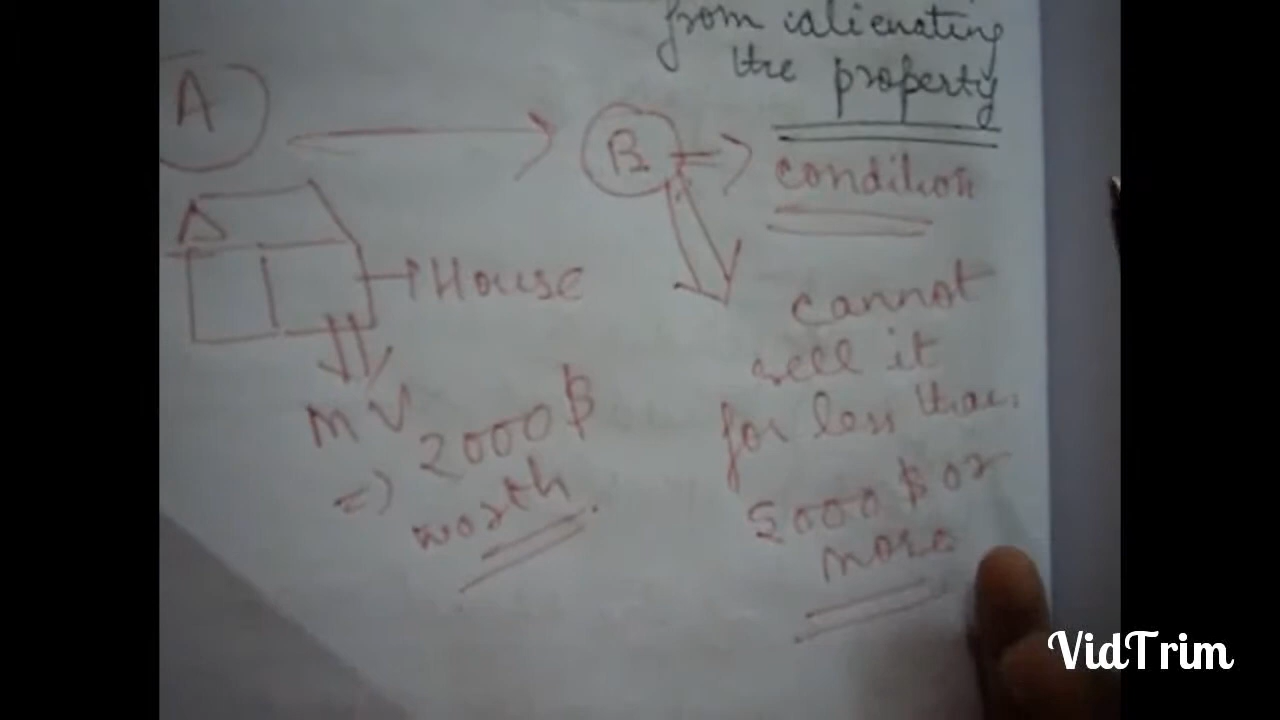 from alienating
the property
A
B
condition
House
cannot
sell it
for less than
MV
2000 $
=> worth
5000 $ or
more
VidTrim